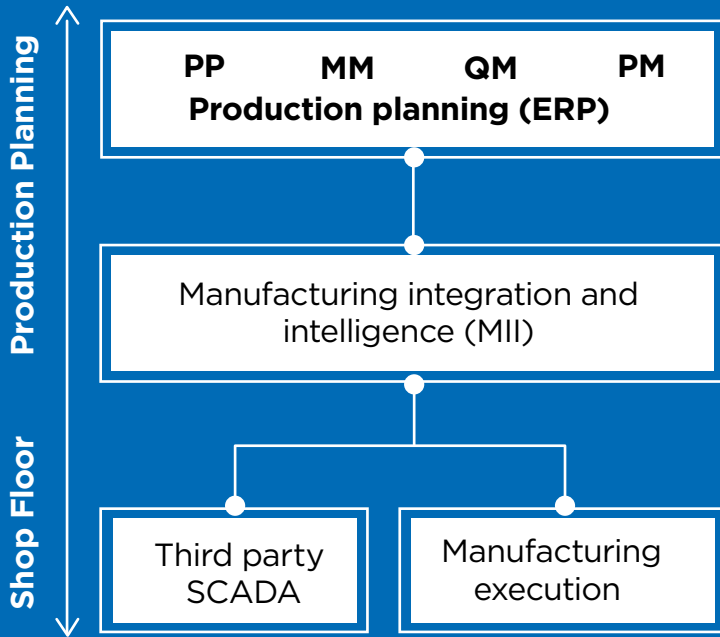 Production Planning
Shop Floor
PP MM QM PM
Production planning (ERP)
Manufacturing integration and
intelligence (MII)
Third party
SCADA
Manufacturing
execution